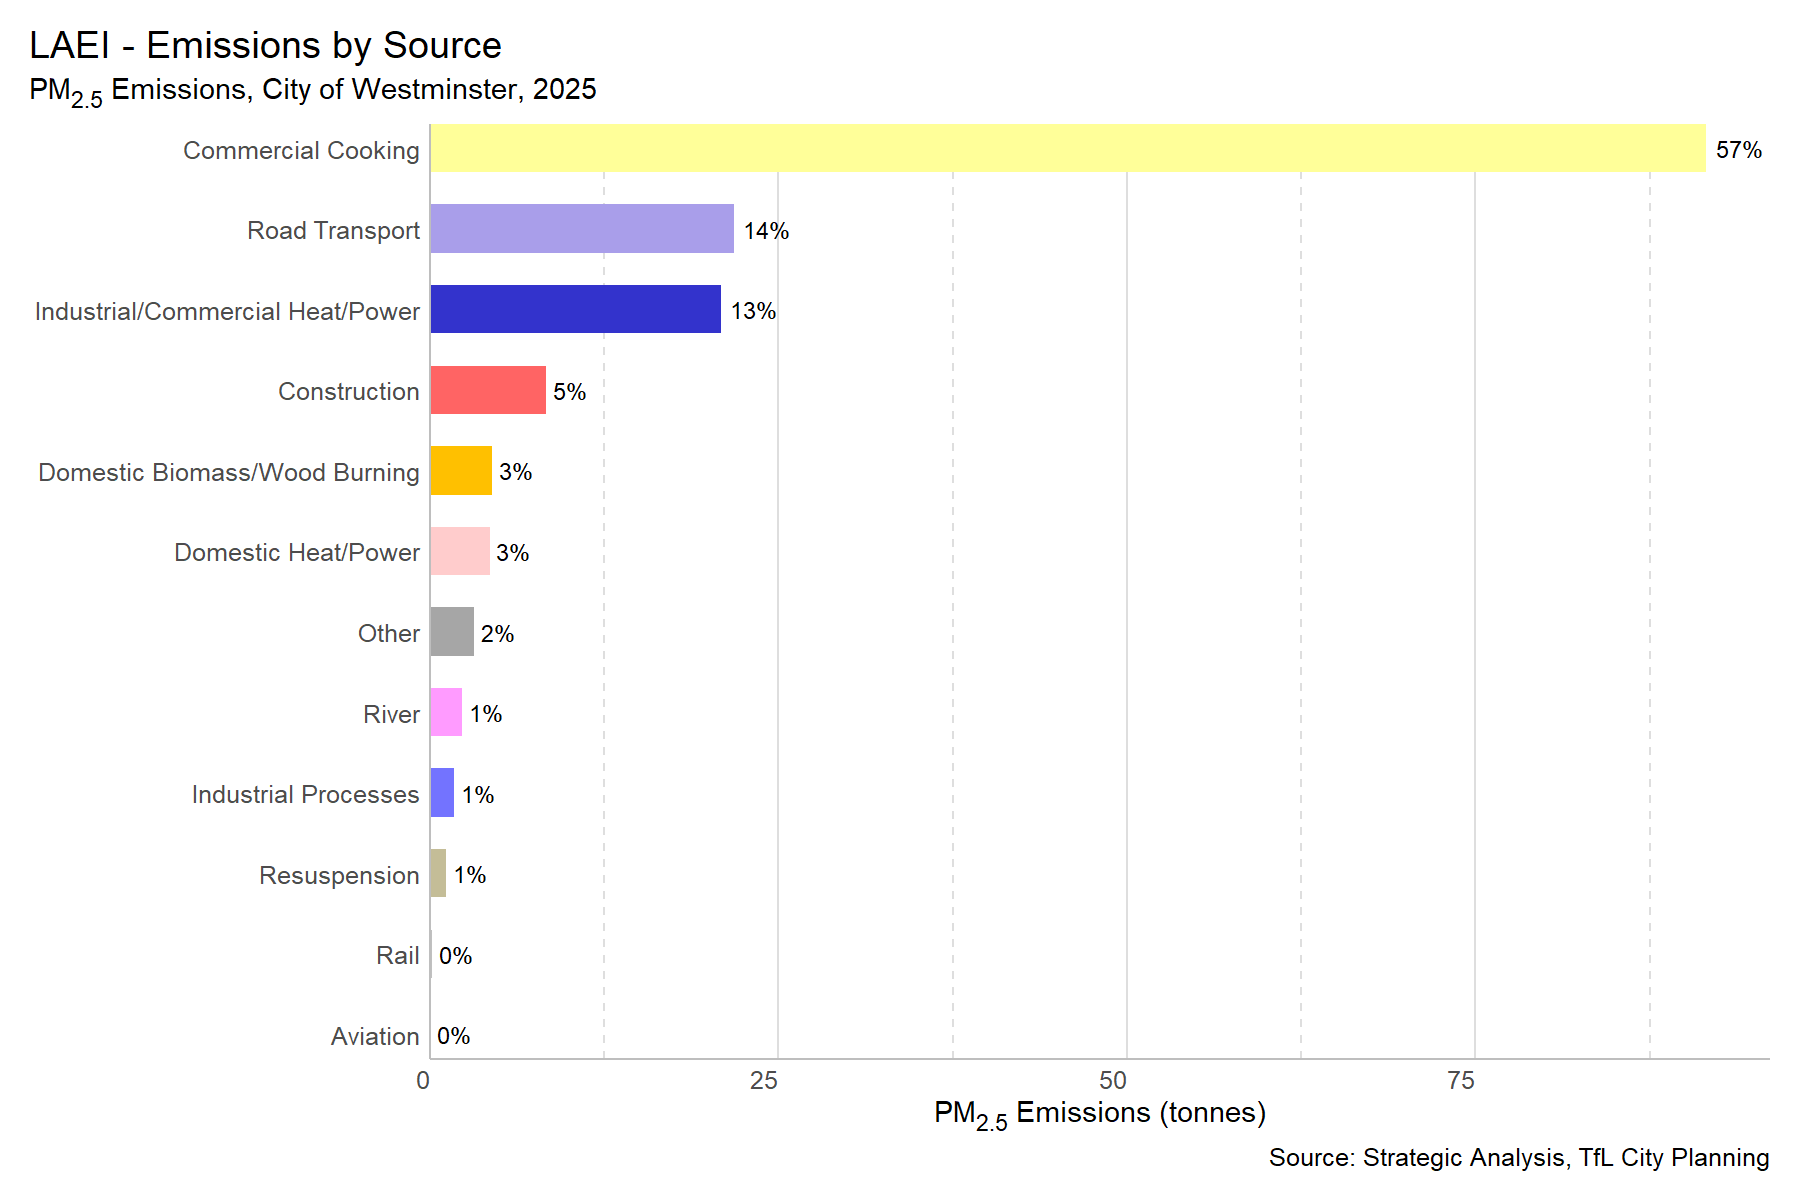 LAEI - Emissions by Source
PM2.5 Emissions, City of Westminster, 2025
Commercial Cooking 57%
Road Transport 14%
Industrial/Commercial Heat/Power 13%
Construction 5%
Domestic Biomass/Wood Burning 3%
Domestic Heat/Power 3%
Other 2%
River 1%
Industrial Processes 1%
Resuspension 1%
Rail 0%
Aviation 0%
0 25 50 75
PM2.5 Emissions (tonnes)
Source: Strategic Analysis, TfL City Planning